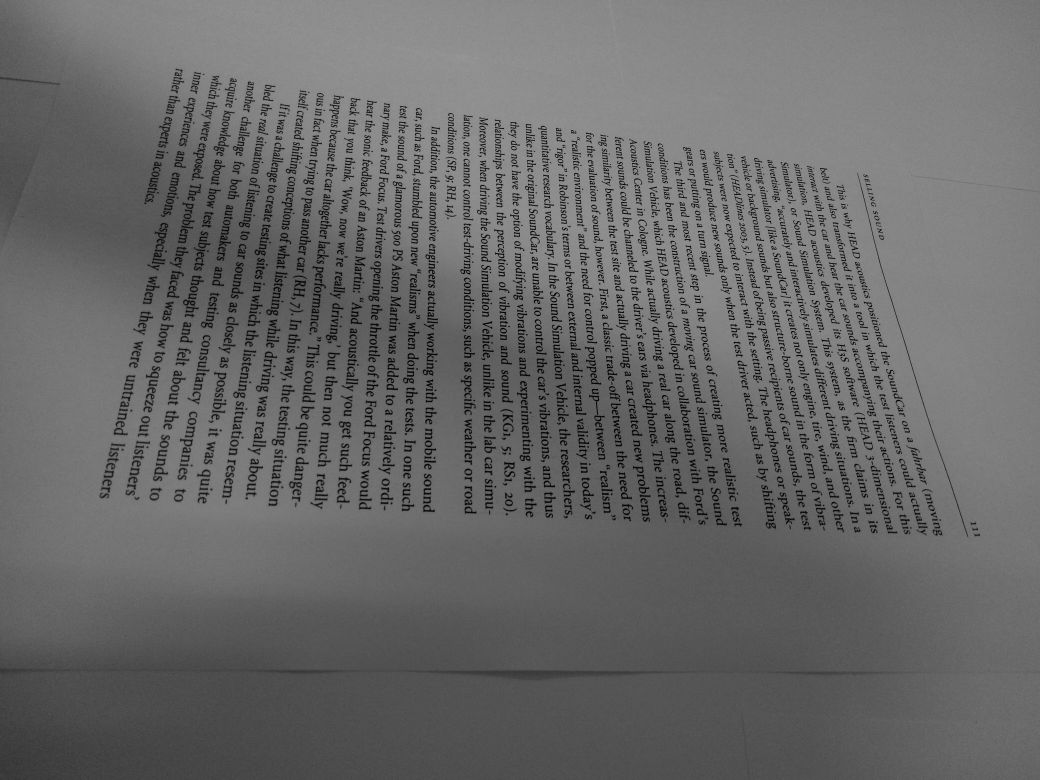 SELLING SOUND 113
This is why HEAD acoustics positioned the SoundCar on a fahrbar (moving
belt) and also transformed it into a tool in which the test listeners could actually
interact with the car and hear the car sounds accompanying their actions. For this
simulation, HEAD acoustics developed its H3S software (HEAD 3-dimensional
Simulator), or Sound Simulation System. This system, as the firm claims in its
advertising, “accurately and interactively simulates different driving situations. In a
driving simulator [like a SoundCar] it creates not only engine, tire, wind, and other
vehicle or background sounds but also structure-borne sound in the form of vibra-
tion” (HEADliner 2003, 5). Instead of being passive recipients of car sounds, the test
subjects were now expected to interact with the setting. The headphones or speak-
ers would produce new sounds only when the test driver acted, such as by shifting
gears or putting on a turn signal.
The third and most recent step in the process of creating more realistic test
conditions has been the construction of a moving car sound simulator, the Sound
Simulation Vehicle, which HEAD acoustics developed in collaboration with Ford’s
Acoustics Center in Cologne. While actually driving a real car along the road, dif-
ferent sounds could be channeled to the driver’s ears via headphones. The increas-
ing similarity between the test site and actually driving a car created new problems
for the evaluation of sound, however. First, a classic trade-off between the need for
a “realistic environment” and the need for control popped up—between “realism”
and “rigor” in Robinson’s terms or between external and internal validity in today’s
quantitative research vocabulary. In the Sound Simulation Vehicle, the researchers,
unlike in the original SoundCar, are unable to control the car’s vibrations, and thus
they do not have the option of modifying vibrations and experimenting with the
relationships between the perception of vibration and sound (KG1, 5; RS1, 20).
Moreover, when driving the Sound Simulation Vehicle, unlike in the lab car simu-
lation, one cannot control test-driving conditions, such as specific weather or road
conditions (SP, 9; RH, 14).
In addition, the automotive engineers actually working with the mobile sound
car, such as Ford, stumbled upon new “realisms” when doing the tests. In one such
test the sound of a glamorous 500 PS Aston Martin was added to a relatively ordi-
nary make, a Ford Focus. Test drivers opening the throttle of the Ford Focus would
hear the sonic feedback of an Aston Martin: “And acoustically you get such feed-
back that you think, ‘Wow, now we’re really driving,’ but then not much really
happens because the car altogether lacks performance.” This could be quite danger-
ous in fact when trying to pass another car (RH, 7). In this way, the testing situation
itself created shifting conceptions of what listening while driving was really about.
If it was a challenge to create testing sites in which the listening situation resem-
bled the real situation of listening to car sounds as closely as possible, it was quite
another challenge for both automakers and testing consultancy companies to
acquire knowledge about how test subjects thought and felt about the sounds to
which they were exposed. The problem they faced was how to squeeze out listeners’
inner experiences and emotions, especially when they were untrained listeners
rather than experts in acoustics.